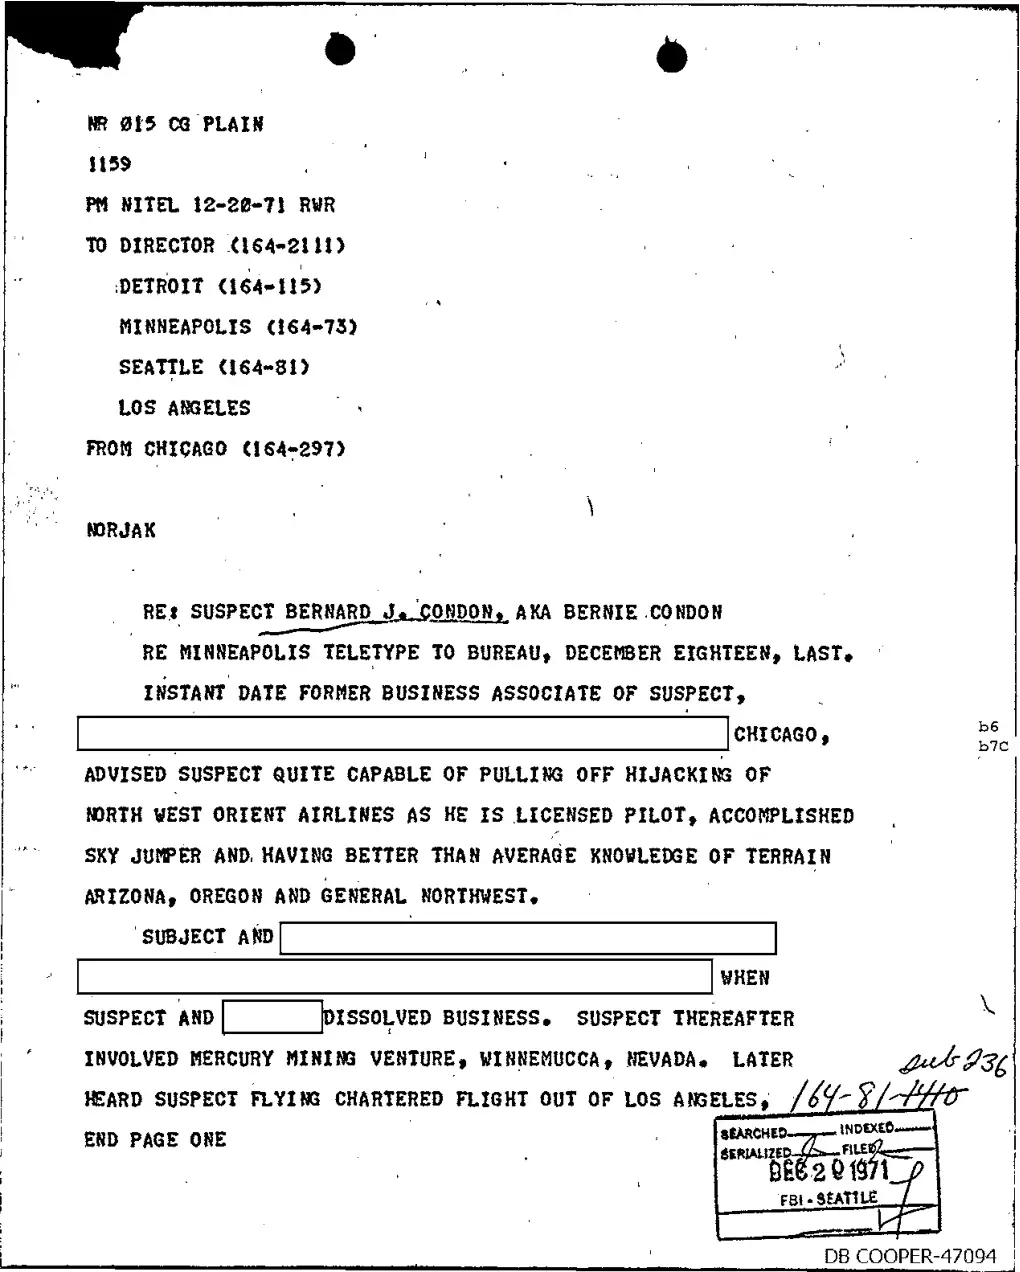 NR 015 CG PLAIN
1159
PM NITEL 12-20-71 RWR
TO DIRECTOR (164-2111)
DETROIT (164-115)
MINNEAPOLIS (164-73)
SEATTLE (164-81)
LOS ANGELES
FROM CHICAGO (164-297)
NORJAK
RE: SUSPECT BERNARD J. CONDON, AKA BERNIE CONDON
RE MINNEAPOLIS TELETYPE TO BUREAU, DECEMBER EIGHTEEN, LAST.
INSTANT DATE FORMER BUSINESS ASSOCIATE OF SUSPECT,
CHICAGO,
b6
b7C
ADVISED SUSPECT QUITE CAPABLE OF PULLING OFF HIJACKING OF
NORTH WEST ORIENT AIRLINES AS HE IS LICENSED PILOT, ACCOMPLISHED
SKY JUMPER AND HAVING BETTER THAN AVERAGE KNOWLEDGE OF TERRAIN
ARIZONA, OREGON AND GENERAL NORTHWEST.
SUBJECT AND
WHEN
SUSPECT AND DISSOLVED BUSINESS. SUSPECT THEREAFTER
INVOLVED MERCURY MINING VENTURE, WINNEMUCCA, NEVADA. LATER
HEARD SUSPECT FLYING CHARTERED FLIGHT OUT OF LOS ANGELES,
END PAGE ONE
sub 236
164-81-1410
SEARCHED INDEXED
SERIALIZED FILED
DEC 20 1971
FBI - SEATTLE
DB COOPER-47094